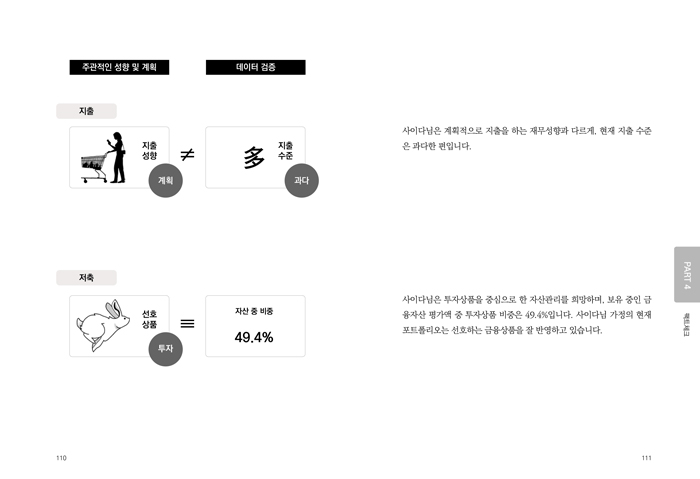 주관적인 성향 및 계획
데이터 검증
지출
지출
성향
계획
≠
多
지출
수준
과다
사이다님은 계획적으로 지출을 하는 재무성향과 다르게, 현재 지출 수준
은 과다한 편입니다.
저축
선호
상품
투자
≡
자산 중 비중
49.4%
사이다님은 투자상품을 중심으로 한 자산관리를 희망하며, 보유 중인 금
융자산 평가액 중 투자상품 비중은 49.4%입니다. 사이다님 가정의 현재
포트폴리오는 선호하는 금융상품을 잘 반영하고 있습니다.
PART 4
팩트체크
110
111